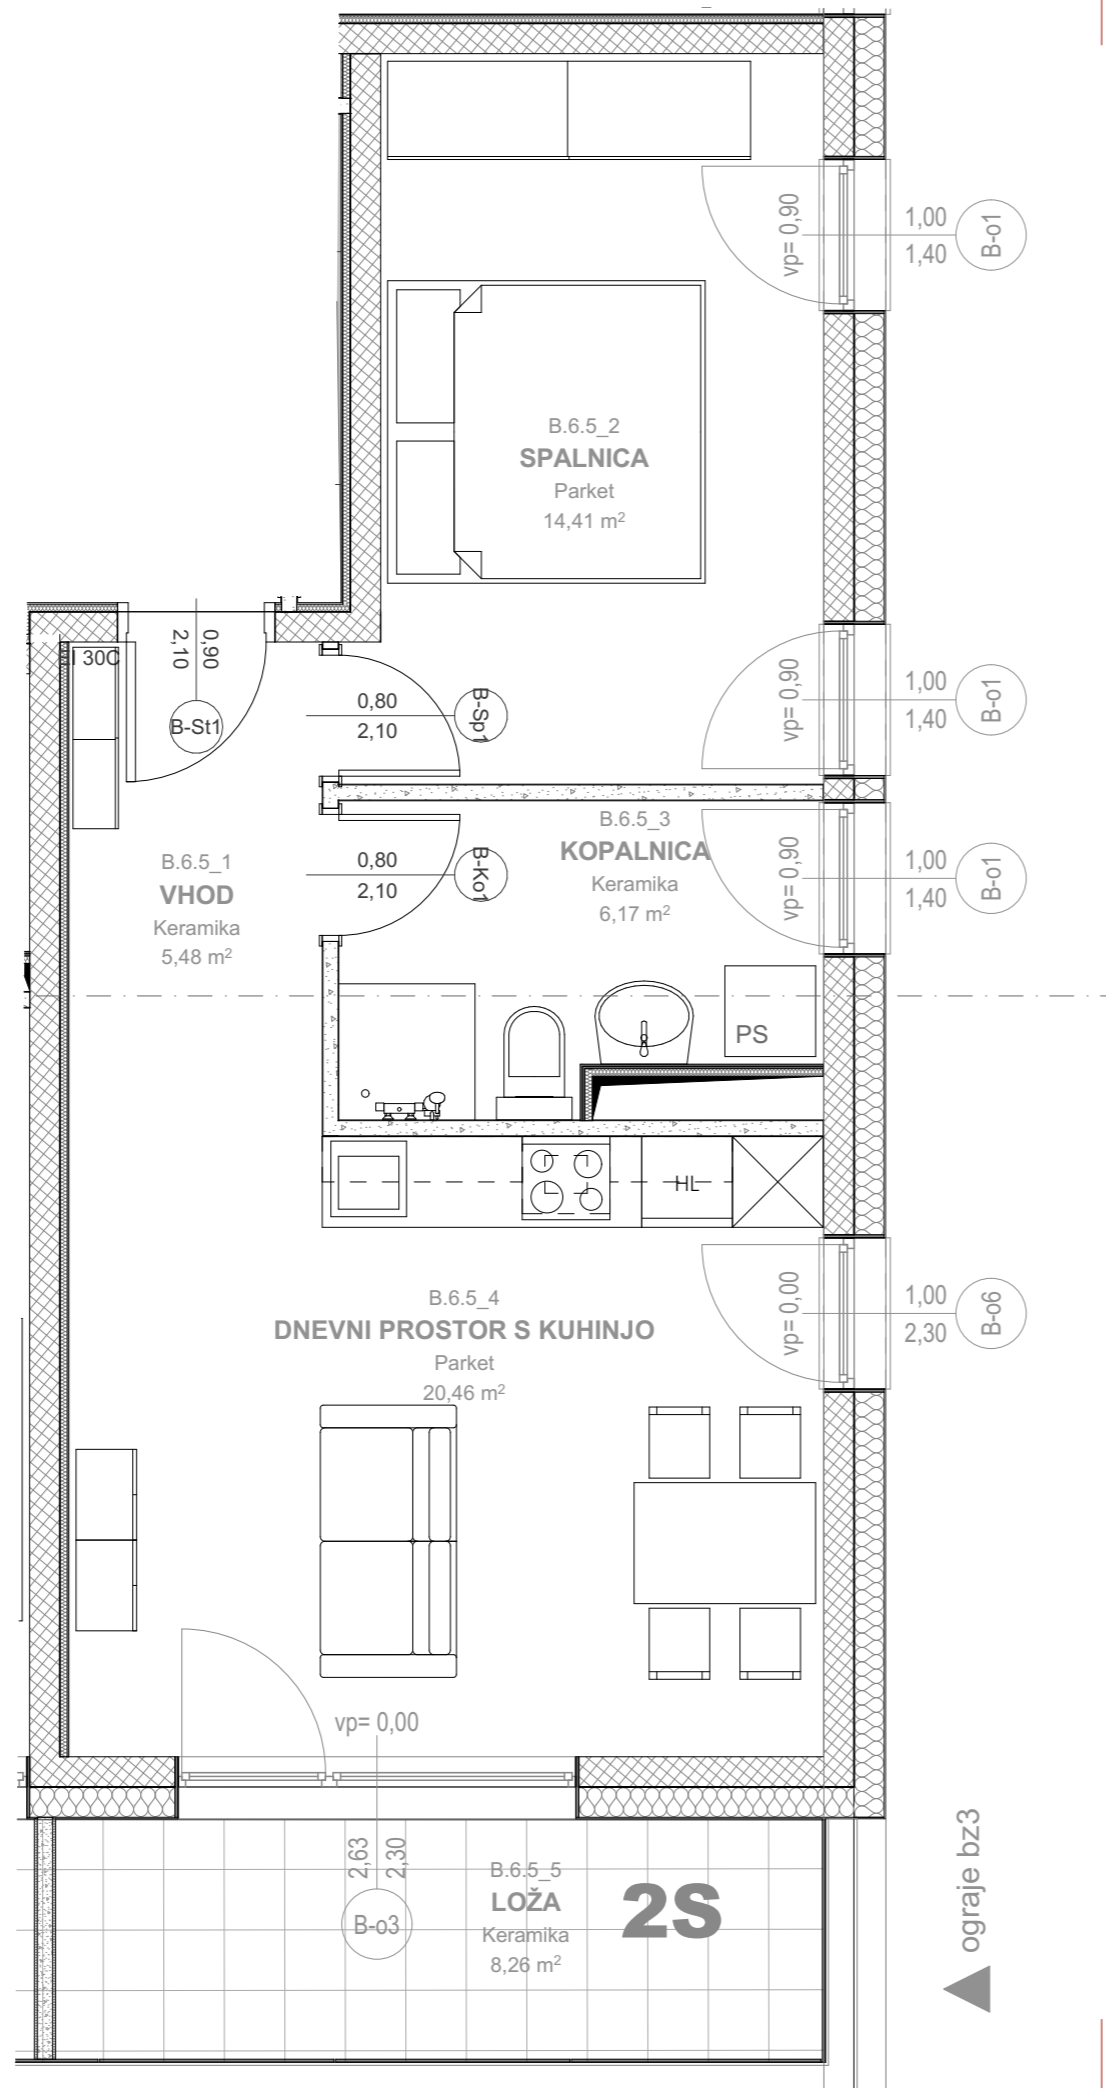 vp= 0,90
1,00
1,40
B-o1
B.6.5_2
SPALNICA
Parket
14,41 m²
EI 30C
0,90
2,10
B-St1
0,80
2,10
B-Sp1
vp= 0,90
1,00
1,40
B-o1
B.6.5_1
VHOD
Keramika
5,48 m²
0,80
2,10
B-Ko1
B.6.5_3
KOPALNICA
Keramika
6,17 m²
vp= 0,90
1,00
1,40
B-o1
PS
HL
B.6.5_4
DNEVNI PROSTOR S KUHINJO
Parket
20,46 m²
vp= 0,00
1,00
2,30
B-o6
vp= 0,00
2,63
2,30
B-o3
B.6.5_5
LOŽA
Keramika
8,26 m²
2S
ograje bz3